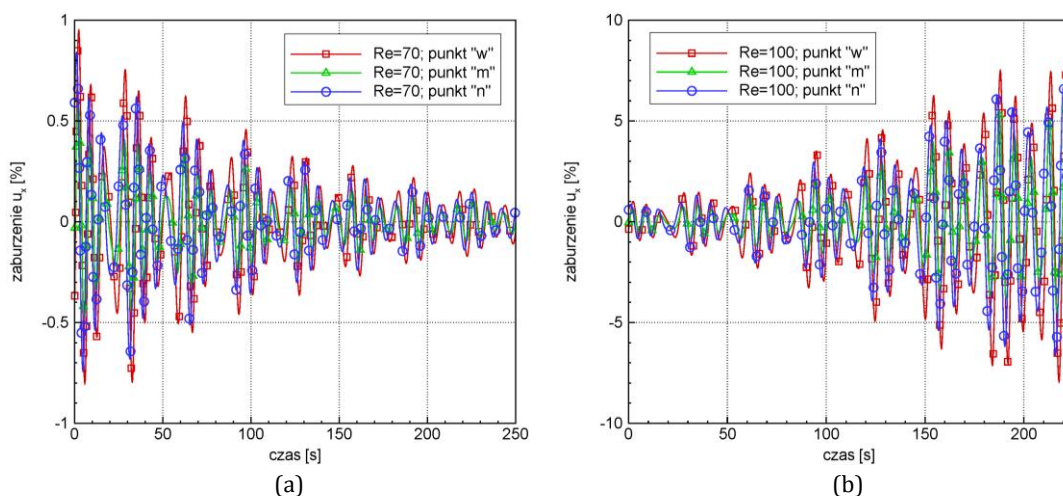 1
0.5
0
-0.5
-1
zaburzenie uₓ [%]
Re=70; punkt "w"
Re=70; punkt "m"
Re=70; punkt "n"
0 50 100 150 200 250
czas [s]
(a)
10
5
0
-5
-10
zaburzenie uₓ [%]
Re=100; punkt "w"
Re=100; punkt "m"
Re=100; punkt "n"
0 50 100 150 200
czas [s]
(b)